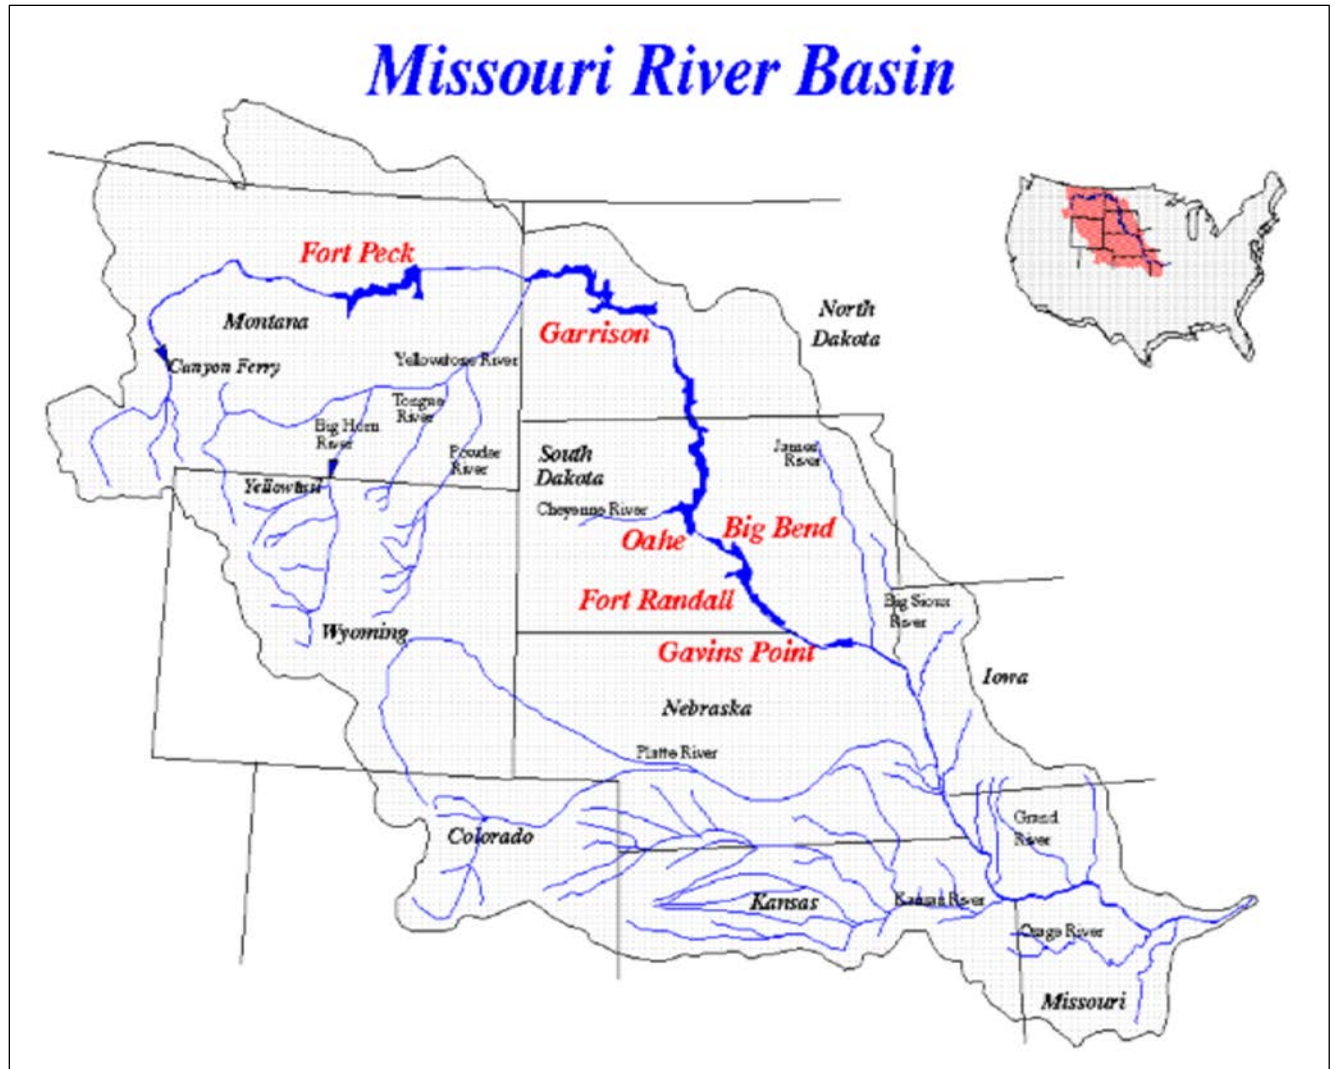 Missouri River Basin
Fort Peck
Montana
Garrison
North
Dakota
Canyon Ferry
Yellowstone River
Tongue
River
Big Horn
River
Powder
River
Yellowtail
South
Dakota
James
River
Cheyenne River
Oahe
Big Bend
Fort Randall
Big Sioux
River
Wyoming
Gavins Point
Iowa
Nebraska
Platte River
Colorado
Grand
River
Kansas
Kansas River
Osage River
Missouri